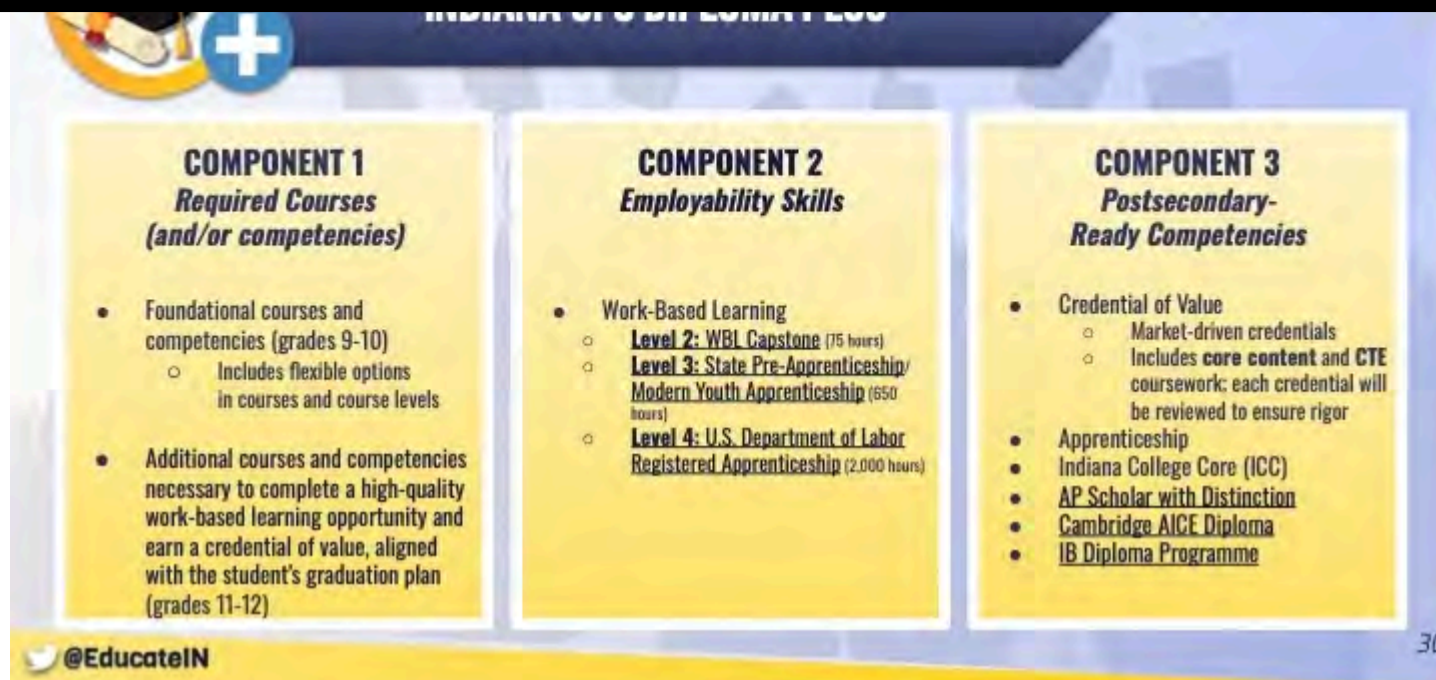 INDIANA GPS DIPLOMA PLUS
COMPONENT 1
Required Courses
(and/or competencies)
● Foundational courses and
competencies (grades 9-10)
○ Includes flexible options
in courses and course levels
● Additional courses and competencies
necessary to complete a high-quality
work-based learning opportunity and
earn a credential of value, aligned
with the student's graduation plan
(grades 11-12)
COMPONENT 2
Employability Skills
● Work-Based Learning
○ Level 2: WBL Capstone (75 hours)
○ Level 3: State Pre-Apprenticeship/
Modern Youth Apprenticeship (650
hours)
○ Level 4: U.S. Department of Labor
Registered Apprenticeship (2,000 hours)
COMPONENT 3
Postsecondary-
Ready Competencies
● Credential of Value
○ Market-driven credentials
○ Includes core content and CTE
coursework; each credential will
be reviewed to ensure rigor
● Apprenticeship
● Indiana College Core (ICC)
● AP Scholar with Distinction
● Cambridge AICE Diploma
● IB Diploma Programme
@EducateIN